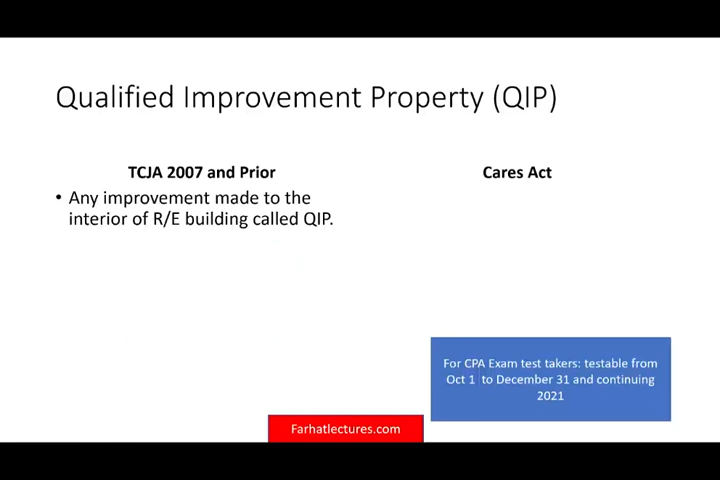 Qualified Improvement Property (QIP)
TCJA 2007 and Prior
• Any improvement made to the
interior of R/E building called QIP.
Cares Act
For CPA Exam test takers: testable from
Oct 1 to December 31 and continuing
2021
Farhatlectures.com